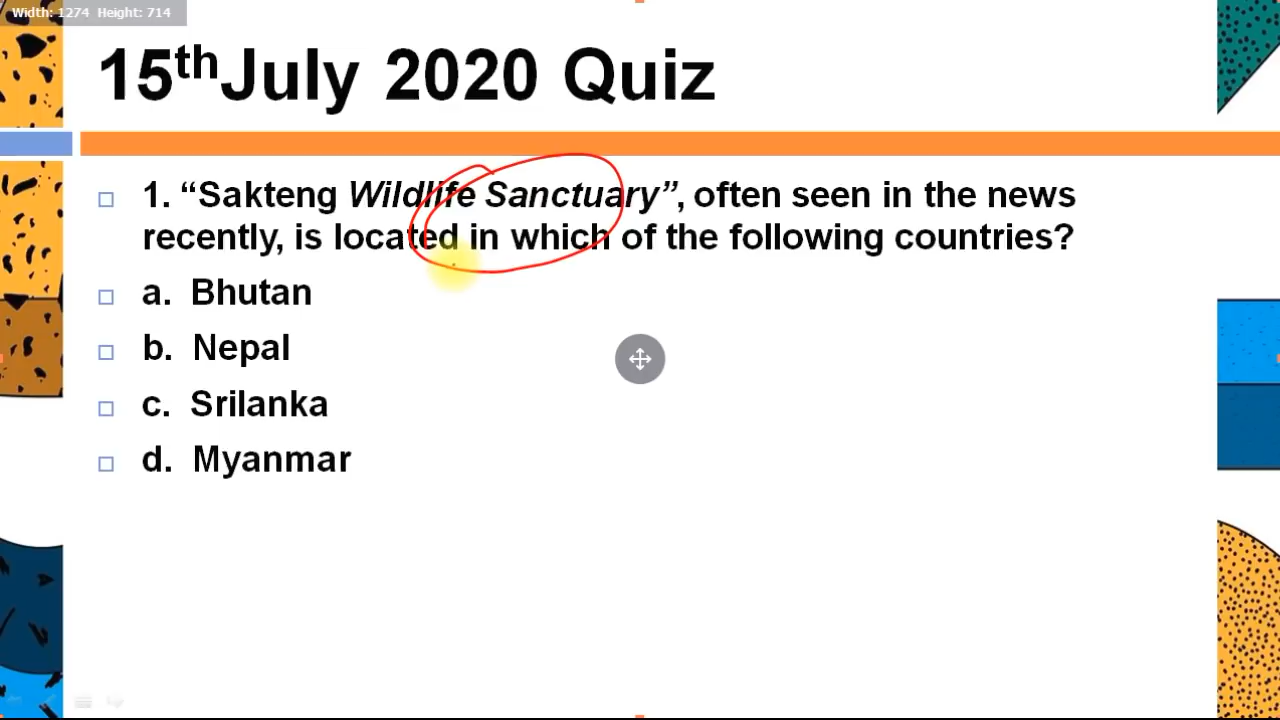 Width: 1274 Height: 714
15thJuly 2020 Quiz
1. “Sakteng Wildlife Sanctuary”, often seen in the news
recently, is located in which of the following countries?
a. Bhutan
b. Nepal
c. Srilanka
d. Myanmar